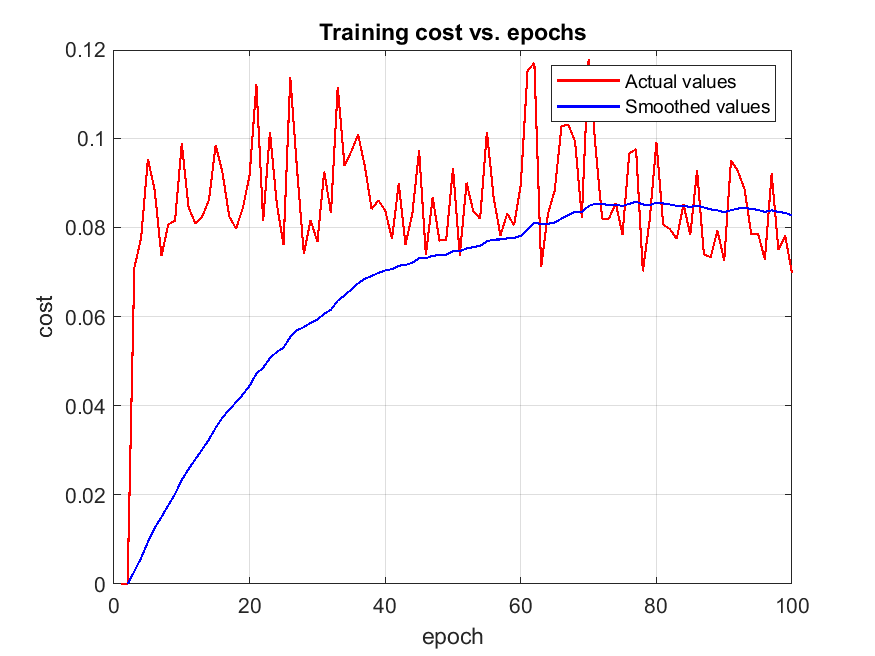 Training cost vs. epochs
0.12
Actual values
Smoothed values
0.1
0.08
0.06
cost
0.04
0.02
0
0 20 40 60 80 100
epoch